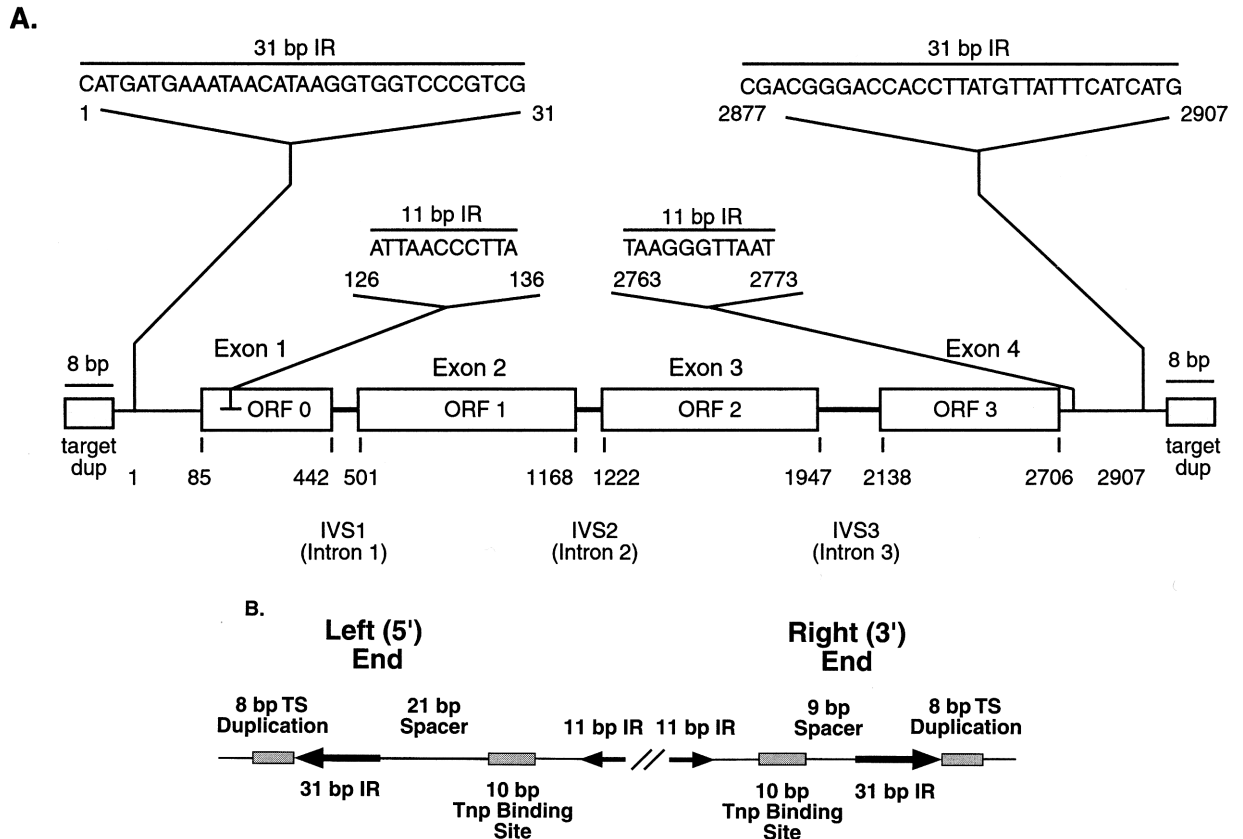 A.
31 bp IR
CATGATGAAATAACATAAGGTGGTCCCGTCG
1 31
31 bp IR
CGACGGGACCACCTTATGTTATTTCATCATG
2877 2907
11 bp IR
ATTAACCCTTA
126 136
11 bp IR
TAAGGGTTAAT
2763 2773
8 bp
Exon 1
Exon 2
Exon 3
Exon 4
8 bp
ORF 0
ORF 1
ORF 2
ORF 3
target
dup
target
dup
1 85 442 501 1168 1222 1947 2138 2706 2907
IVS1
(Intron 1)
IVS2
(Intron 2)
IVS3
(Intron 3)
B.
Left (5')
End
Right (3')
End
8 bp TS
Duplication
21 bp
Spacer
11 bp IR
11 bp IR
9 bp
Spacer
8 bp TS
Duplication
31 bp IR
10 bp
Tnp Binding
Site
10 bp
Tnp Binding
Site
31 bp IR